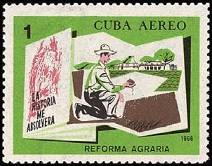 CUBA AEREO
1
LA
HISTORIA
ME
ABSOLVERA
1966
REFORMA AGRARIA